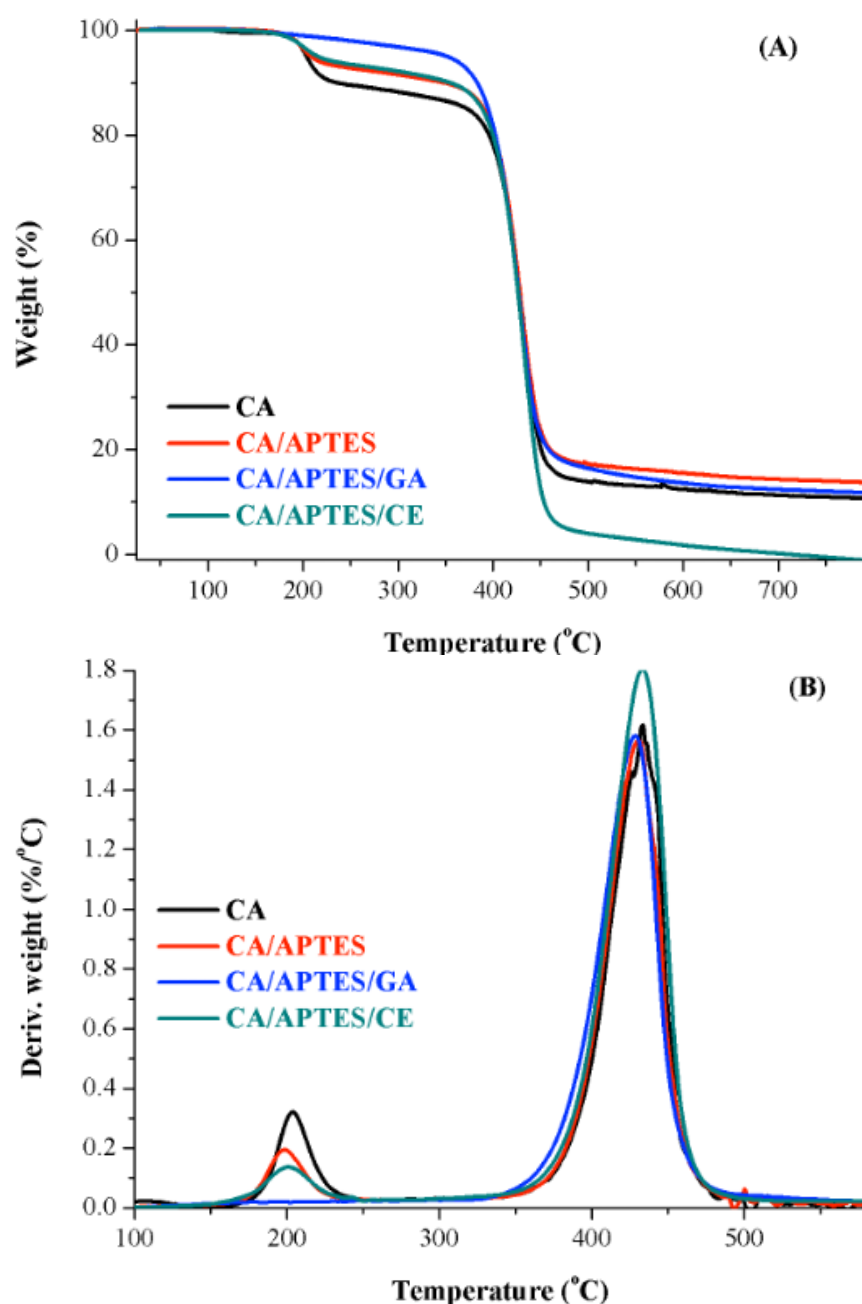 (A)
100
80
60
40
20
0
Weight (%)
CA
CA/APTES
CA/APTES/GA
CA/APTES/CE
100 200 300 400 500 600 700
Temperature (°C)
(B)
1.8
1.6
1.4
1.2
1.0
0.8
0.6
0.4
0.2
0.0
Deriv. weight (%/°C)
CA
CA/APTES
CA/APTES/GA
CA/APTES/CE
100 200 300 400 500
Temperature (°C)